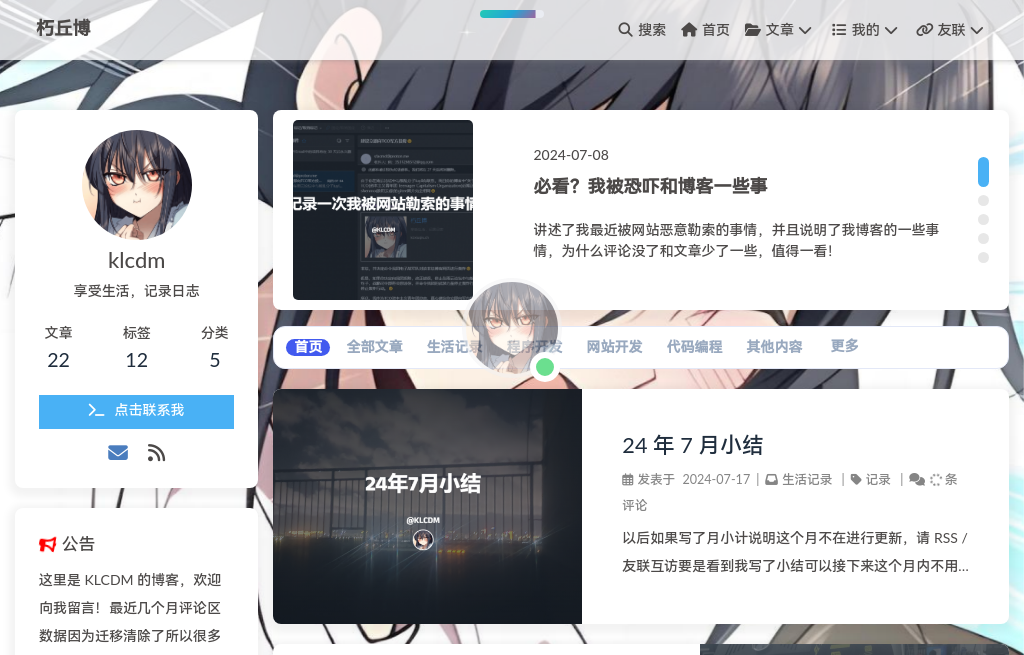 朽丘博
搜索
首页
文章
我的
友联
klcdm
享受生活，记录日志
文章
标签
分类
22
12
5
点击联系我
公告
这里是 KLCDM 的博客，欢迎
向我留言！最近几个月评论区
数据因为迁移清除了所以很多
记录一次我被网站勒索的事情
@KLCDM
2024-07-08
必看？我被恐吓和博客一些事
讲述了我最近被网站恶意勒索的事情，并且说明了我博客的一些事
情，为什么评论没了和文章少了一些，值得一看！
首页
全部文章
生活记录
程序开发
网站开发
代码编程
其他内容
更多
24年7月小结
@KLCDM
24 年 7 月小结
发表于 2024-07-17 | 生活记录 | 记录 | 条
评论
以后如果写了月小计说明这个月不在进行更新，请 RSS /
友联互访要是看到我写了小结可以接下来这个月内不用...